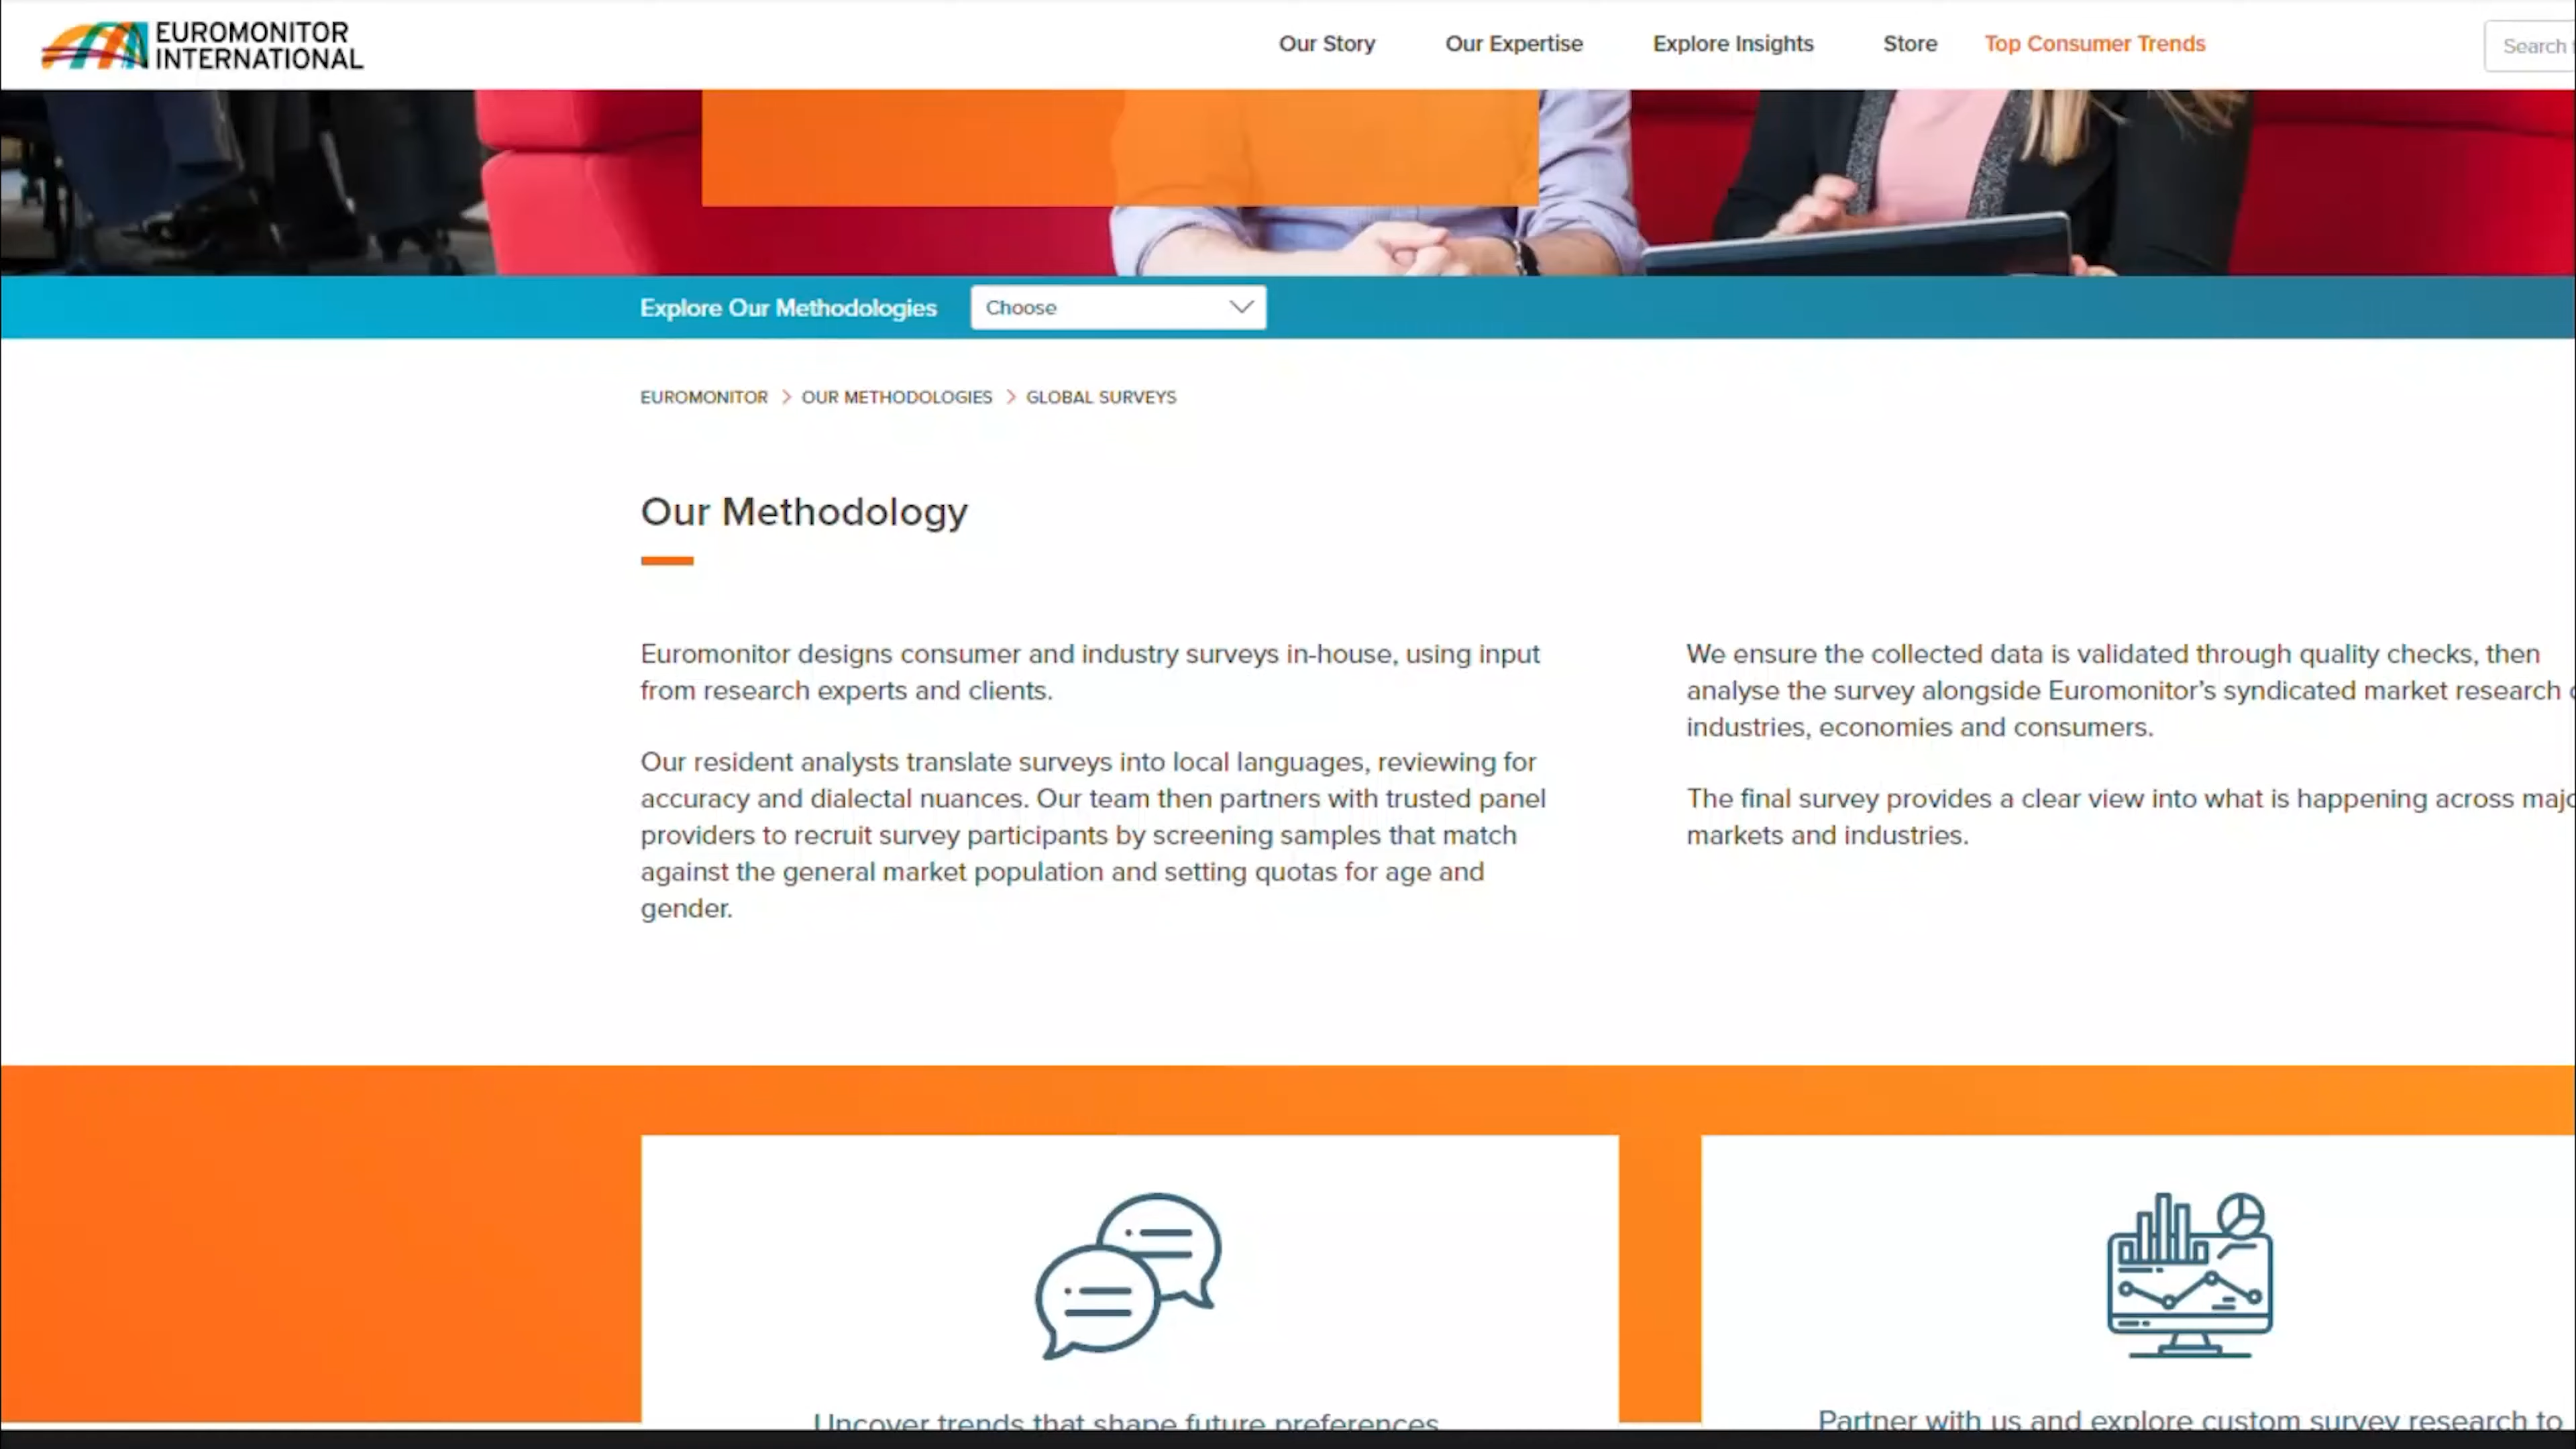 EUROMONITOR
INTERNATIONAL
Our Story
Our Expertise
Explore Insights
Store
Top Consumer Trends
Search
Explore Our Methodologies
Choose
EUROMONITOR > OUR METHODOLOGIES > GLOBAL SURVEYS
Our Methodology
Euromonitor designs consumer and industry surveys in-house, using input
from research experts and clients.
Our resident analysts translate surveys into local languages, reviewing for
accuracy and dialectal nuances. Our team then partners with trusted panel
providers to recruit survey participants by screening samples that match
against the general market population and setting quotas for age and
gender.
We ensure the collected data is validated through quality checks, then
analyse the survey alongside Euromonitor’s syndicated market research
industries, economies and consumers.
The final survey provides a clear view into what is happening across
markets and industries.
Uncover trends that shape future preferences
Partner with us and explore custom survey research to